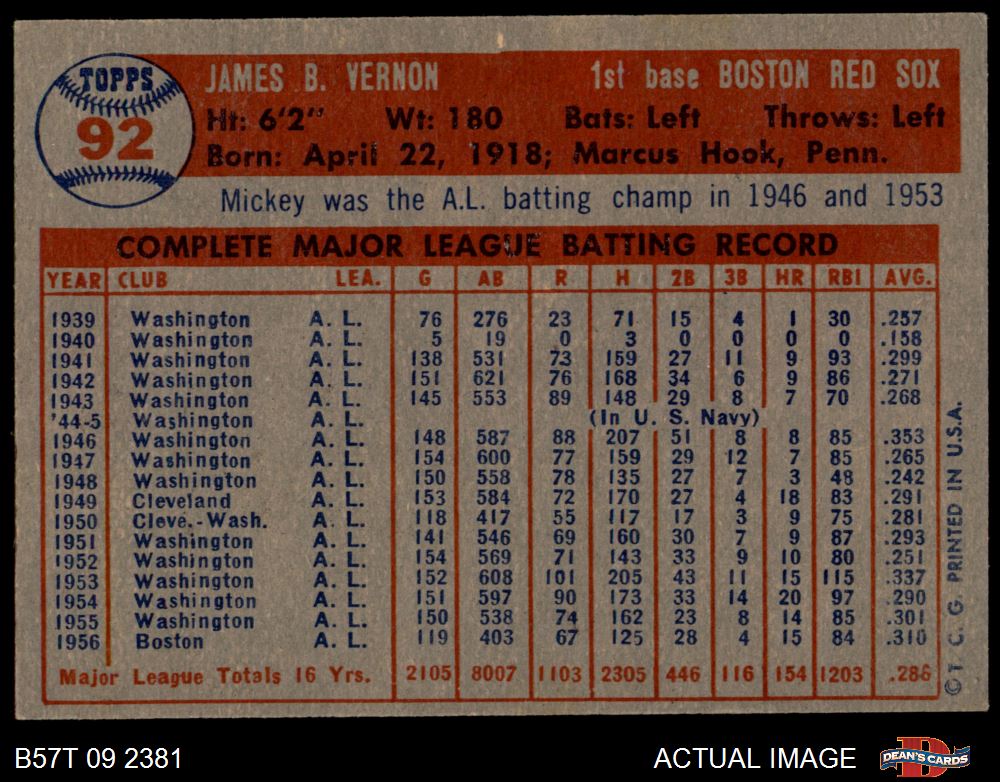 TOPPS
92
JAMES B. VERNON 1st base BOSTON RED SOX
Ht: 6'2" Wt: 180 Bats: Left Throws: Left
Born: April 22, 1918; Marcus Hook, Penn.
Mickey was the A.L. batting champ in 1946 and 1953
COMPLETE MAJOR LEAGUE BATTING RECORD
YEAR CLUB LEA. G AB R H 2B 3B HR RBI AVG.
1939 Washington A. L. 76 276 23 71 15 4 1 30 .257
1940 Washington A. L. 5 19 0 3 0 0 0 0 .158
1941 Washington A. L. 138 531 73 159 27 11 9 93 .299
1942 Washington A. L. 151 621 76 168 34 6 9 86 .271
1943 Washington A. L. 145 553 89 148 29 8 7 70 .268
'44-5 Washington A. L. (In U. S. Navy)
1946 Washington A. L. 148 587 88 207 51 8 8 85 .353
1947 Washington A. L. 154 600 77 159 29 12 7 85 .265
1948 Washington A. L. 150 558 78 135 27 7 3 48 .242
1949 Cleveland A. L. 153 584 72 170 27 4 18 83 .291
1950 Cleve.-Wash. A. L. 118 417 55 117 17 3 9 75 .281
1951 Washington A. L. 141 546 69 160 30 7 9 87 .293
1952 Washington A. L. 154 569 71 143 33 9 10 80 .251
1953 Washington A. L. 152 608 101 205 43 11 15 115 .337
1954 Washington A. L. 151 597 90 173 33 14 20 97 .290
1955 Washington A. L. 150 538 74 162 23 8 14 85 .301
1956 Boston A. L. 119 403 67 125 28 4 15 84 .310
Major League Totals 16 Yrs. 2105 8007 1103 2305 446 116 154 1203 .286
©T. C. G. PRINTED IN U.S.A.
B57T 09 2381 ACTUAL IMAGE DEAN'S CARDS